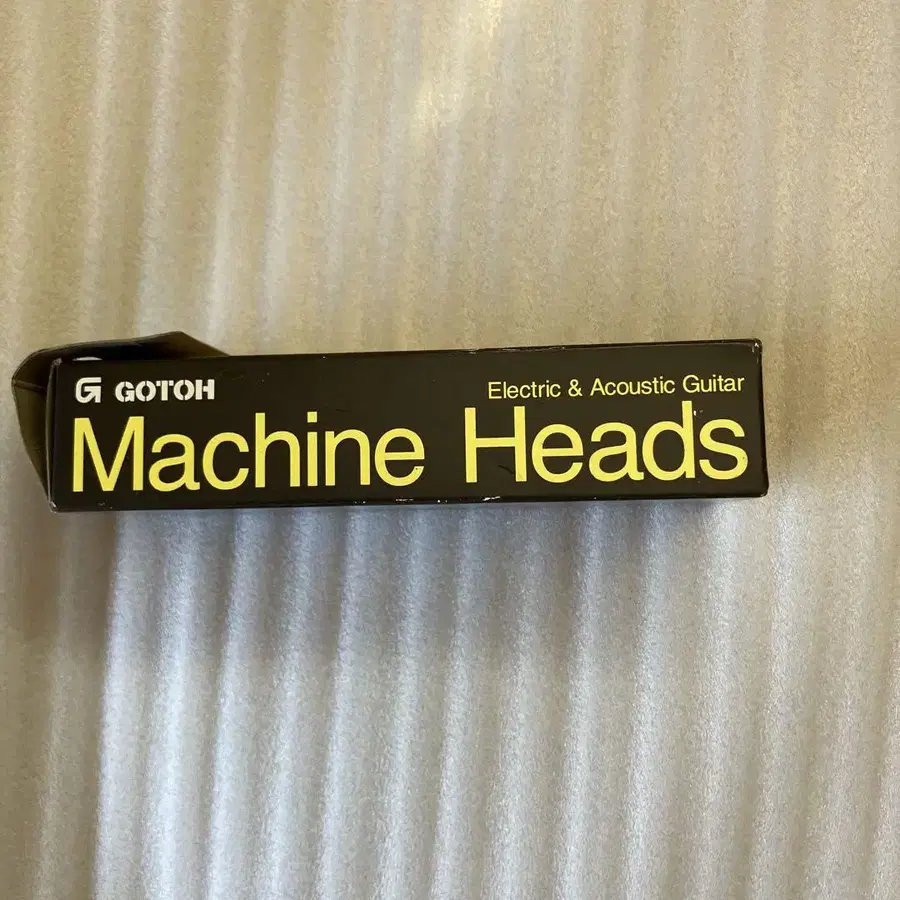 G GOTOH
Electric & Acoustic Guitar
Machine Heads